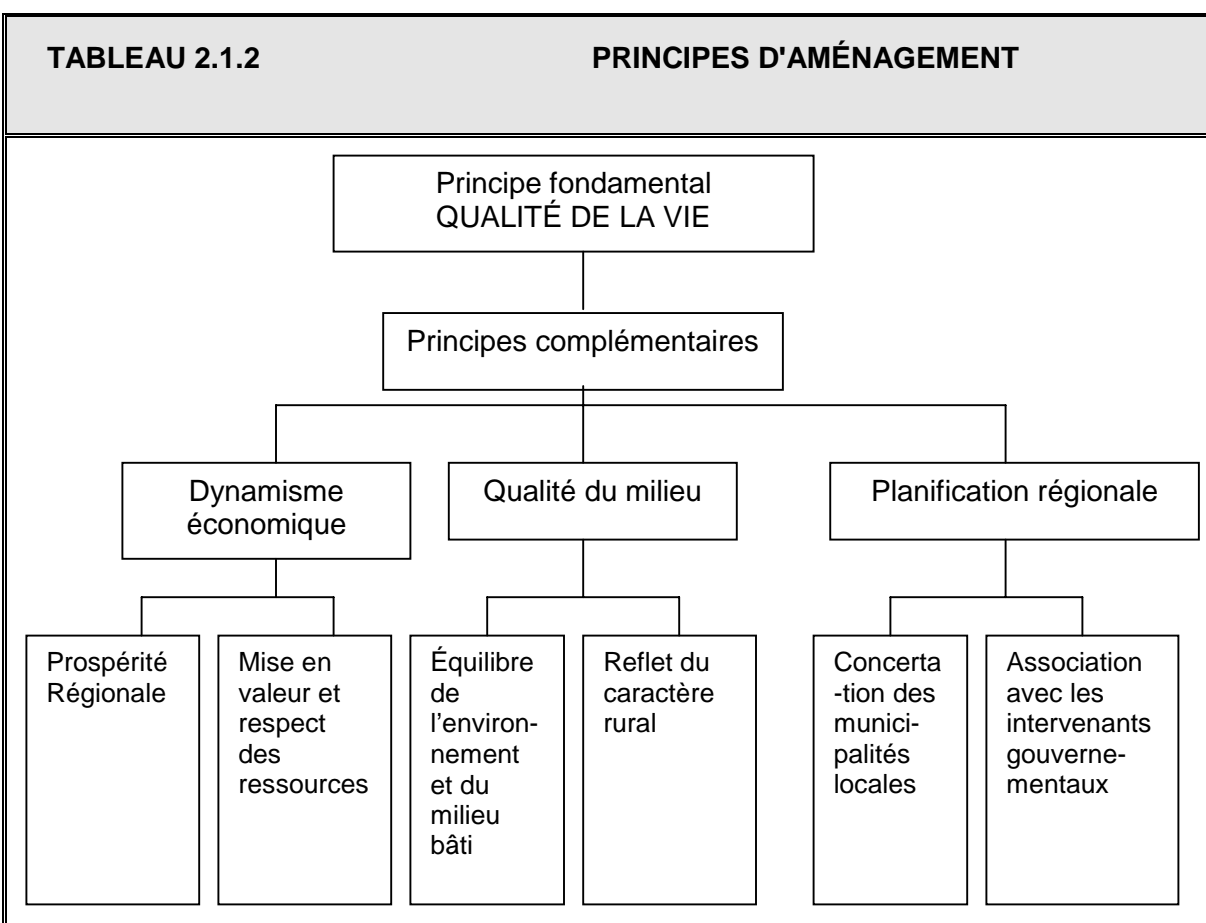 TABLEAU 2.1.2 PRINCIPES D'AMÉNAGEMENT
Principe fondamental
QUALITÉ DE LA VIE
Principes complémentaires
Dynamisme
économique
Qualité du milieu
Planification régionale
Prospérité
Régionale
Mise en
valeur et
respect
des
ressources
Équilibre
de
l’environ-
nement
et du
milieu
bâti
Reflet du
caractère
rural
Concerta
-tion des
munici-
palités
locales
Association
avec les
intervenants
gouverne-
mentaux